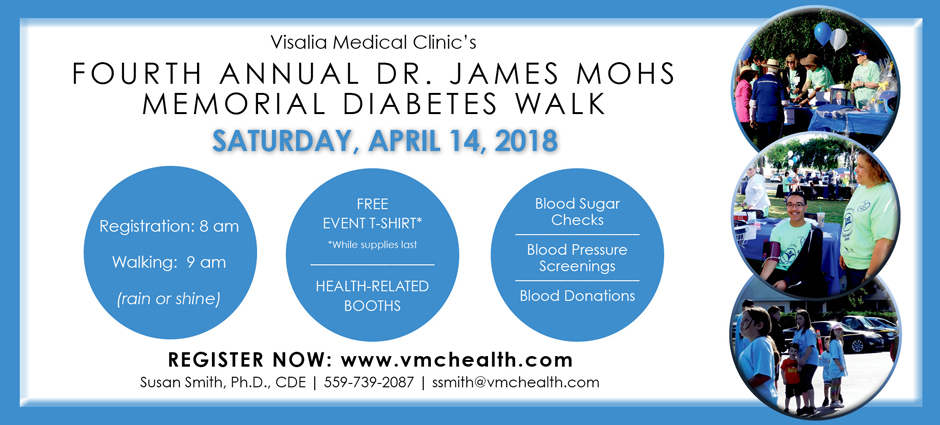 Visalia Medical Clinic's
FOURTH ANNUAL DR. JAMES MOHS
MEMORIAL DIABETES WALK
SATURDAY, APRIL 14, 2018
Registration: 8 am
Walking: 9 am
(rain or shine)
FREE
EVENT T-SHIRT*
*While supplies last
HEALTH-RELATED
BOOTHS
Blood Sugar
Checks
Blood Pressure
Screenings
Blood Donations
REGISTER NOW: www.vmchealth.com
Susan Smith, Ph.D., CDE | 559-739-2087 | ssmith@vmchealth.com